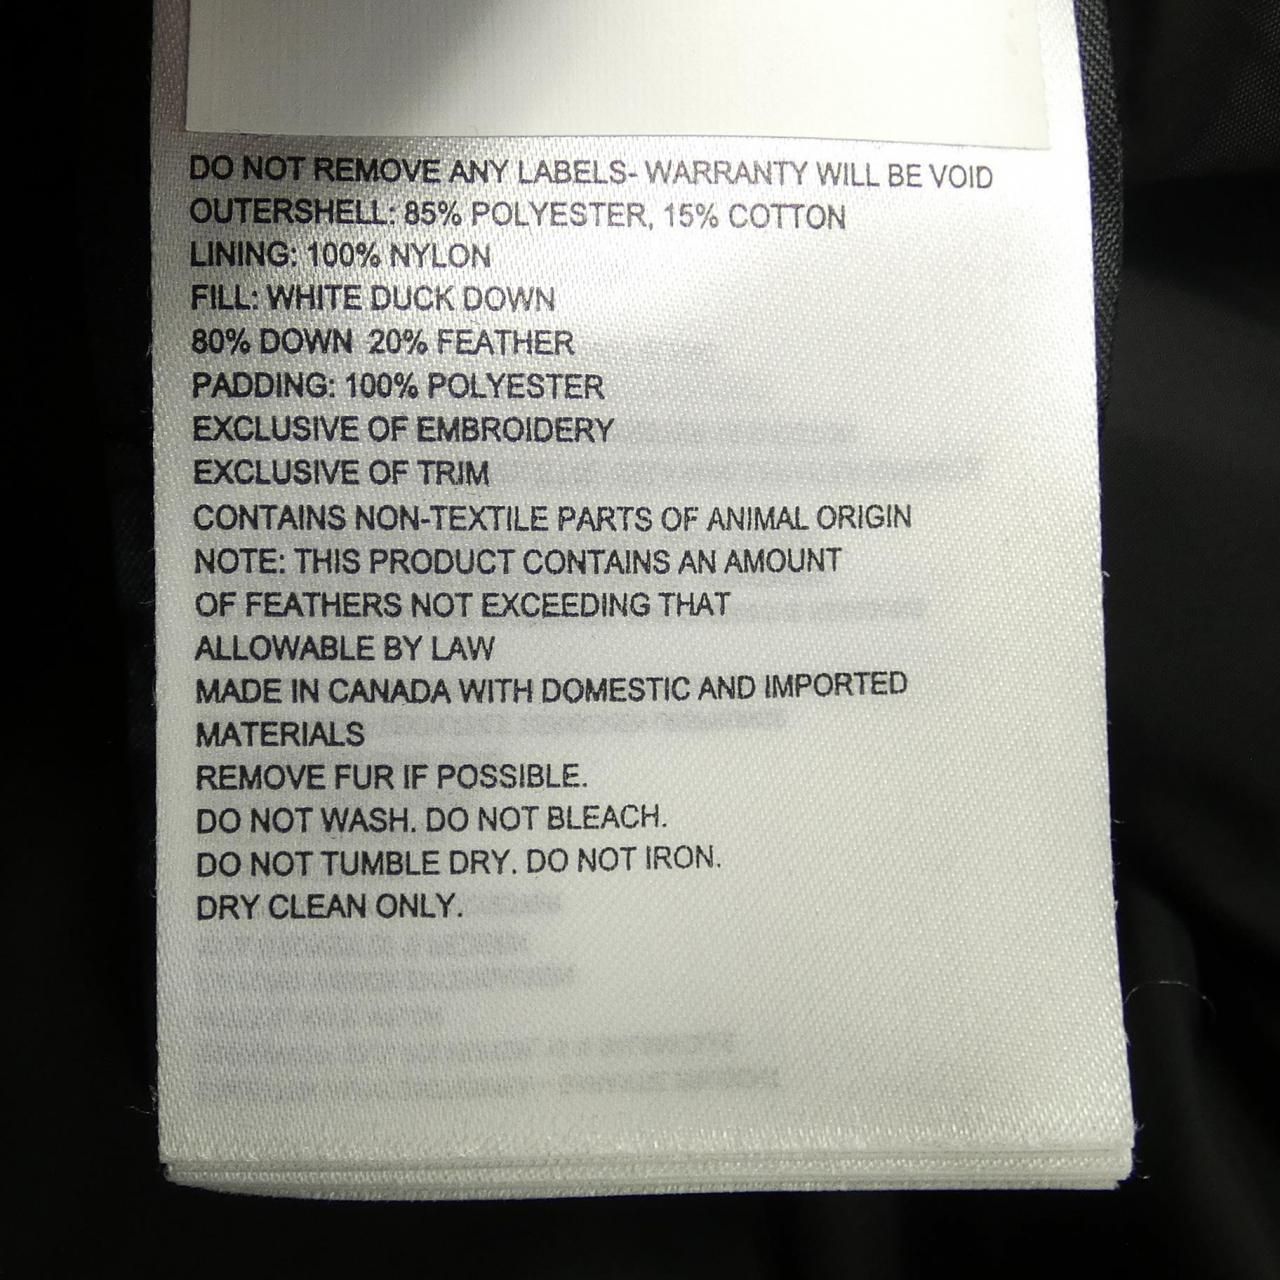 DO NOT REMOVE ANY LABELS- WARRANTY WILL BE VOID
OUTERSHELL: 85% POLYESTER, 15% COTTON
LINING: 100% NYLON
FILL: WHITE DUCK DOWN
80% DOWN 20% FEATHER
PADDING: 100% POLYESTER
EXCLUSIVE OF EMBROIDERY
EXCLUSIVE OF TRIM
CONTAINS NON-TEXTILE PARTS OF ANIMAL ORIGIN
NOTE: THIS PRODUCT CONTAINS AN AMOUNT
OF FEATHERS NOT EXCEEDING THAT
ALLOWABLE BY LAW
MADE IN CANADA WITH DOMESTIC AND IMPORTED
MATERIALS
REMOVE FUR IF POSSIBLE.
DO NOT WASH. DO NOT BLEACH.
DO NOT TUMBLE DRY. DO NOT IRON.
DRY CLEAN ONLY.